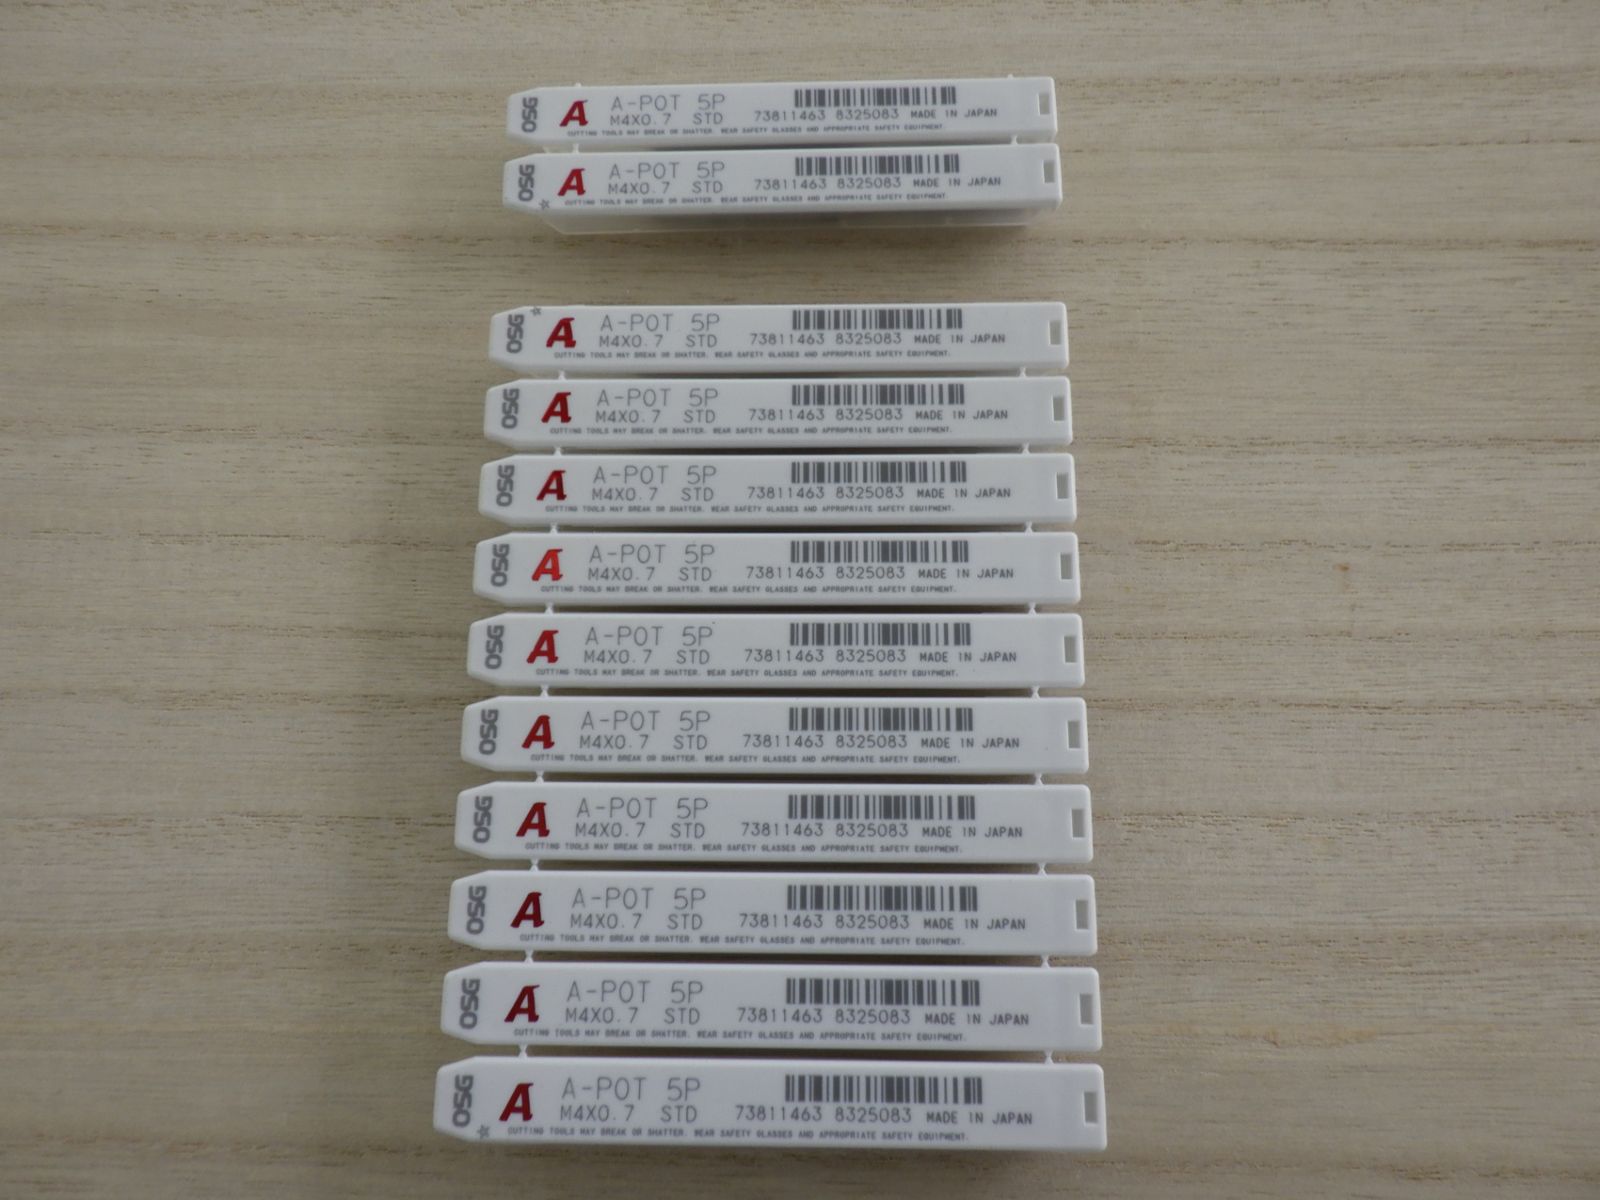 OSG A A-POT 5P
M4X0.7 STD 73811463 8325083 MADE IN JAPAN
CUTTING TOOLS MAY BREAK OR SHATTER. WEAR SAFETY GLASSES AND APPROPRIATE SAFETY EQUIPMENT.
OSG A A-POT 5P
M4X0.7 STD 73811463 8325083 MADE IN JAPAN
CUTTING TOOLS MAY BREAK OR SHATTER. WEAR SAFETY GLASSES AND APPROPRIATE SAFETY EQUIPMENT.
OSG A A-POT 5P
M4X0.7 STD 73811463 8325083 MADE IN JAPAN
CUTTING TOOLS MAY BREAK OR SHATTER. WEAR SAFETY GLASSES AND APPROPRIATE SAFETY EQUIPMENT.
OSG A A-POT 5P
M4X0.7 STD 73811463 8325083 MADE IN JAPAN
CUTTING TOOLS MAY BREAK OR SHATTER. WEAR SAFETY GLASSES AND APPROPRIATE SAFETY EQUIPMENT.
OSG A A-POT 5P
M4X0.7 STD 73811463 8325083 MADE IN JAPAN
CUTTING TOOLS MAY BREAK OR SHATTER. WEAR SAFETY GLASSES AND APPROPRIATE SAFETY EQUIPMENT.
OSG A A-POT 5P
M4X0.7 STD 73811463 8325083 MADE IN JAPAN
CUTTING TOOLS MAY BREAK OR SHATTER. WEAR SAFETY GLASSES AND APPROPRIATE SAFETY EQUIPMENT.
OSG A A-POT 5P
M4X0.7 STD 73811463 8325083 MADE IN JAPAN
CUTTING TOOLS MAY BREAK OR SHATTER. WEAR SAFETY GLASSES AND APPROPRIATE SAFETY EQUIPMENT.
OSG A A-POT 5P
M4X0.7 STD 73811463 8325083 MADE IN JAPAN
CUTTING TOOLS MAY BREAK OR SHATTER. WEAR SAFETY GLASSES AND APPROPRIATE SAFETY EQUIPMENT.
OSG A A-POT 5P
M4X0.7 STD 73811463 8325083 MADE IN JAPAN
CUTTING TOOLS MAY BREAK OR SHATTER. WEAR SAFETY GLASSES AND APPROPRIATE SAFETY EQUIPMENT.
OSG A A-POT 5P
M4X0.7 STD 73811463 8325083 MADE IN JAPAN
CUTTING TOOLS MAY BREAK OR SHATTER. WEAR SAFETY GLASSES AND APPROPRIATE SAFETY EQUIPMENT.
OSG A A-POT 5P
M4X0.7 STD 73811463 8325083 MADE IN JAPAN
CUTTING TOOLS MAY BREAK OR SHATTER. WEAR SAFETY GLASSES AND APPROPRIATE SAFETY EQUIPMENT.
OSG A A-POT 5P
M4X0.7 STD 73811463 8325083 MADE IN JAPAN
CUTTING TOOLS MAY BREAK OR SHATTER. WEAR SAFETY GLASSES AND APPROPRIATE SAFETY EQUIPMENT.